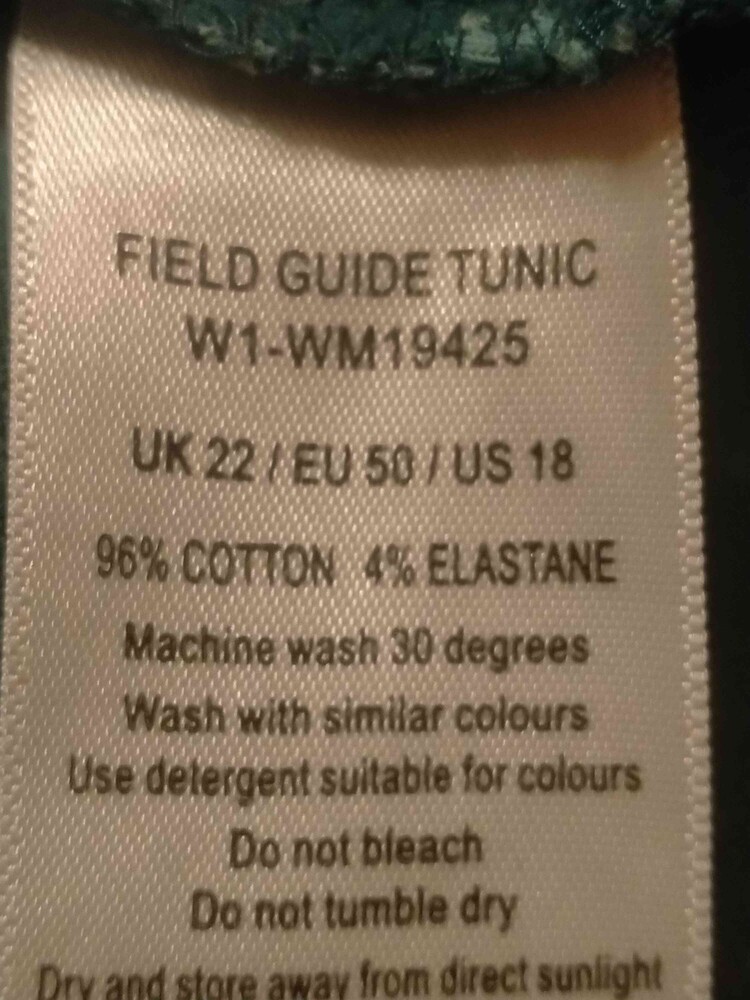 FIELD GUIDE TUNIC
W1-WM19425
UK 22 / EU 50 / US 18
96% COTTON 4% ELASTANE
Machine wash 30 degrees
Wash with similar colours
Use detergent suitable for colours
Do not bleach
Do not tumble dry
Dry and store away from direct sunlight